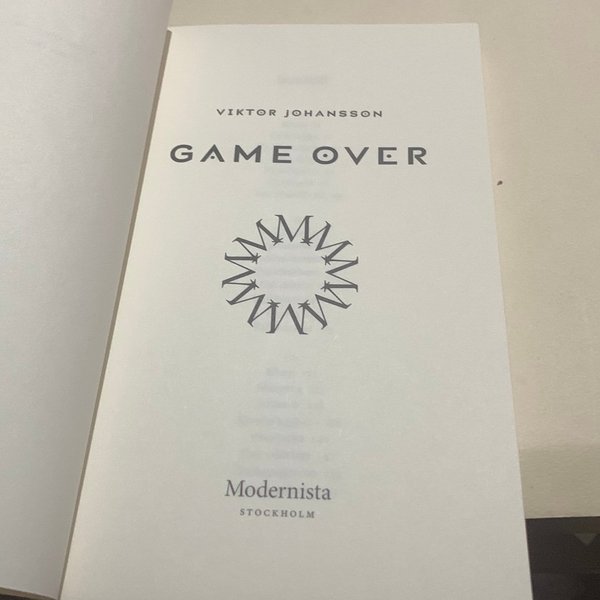 VIKTOR JOHANSSON
GAME OVER
Modernista
STOCKHOLM